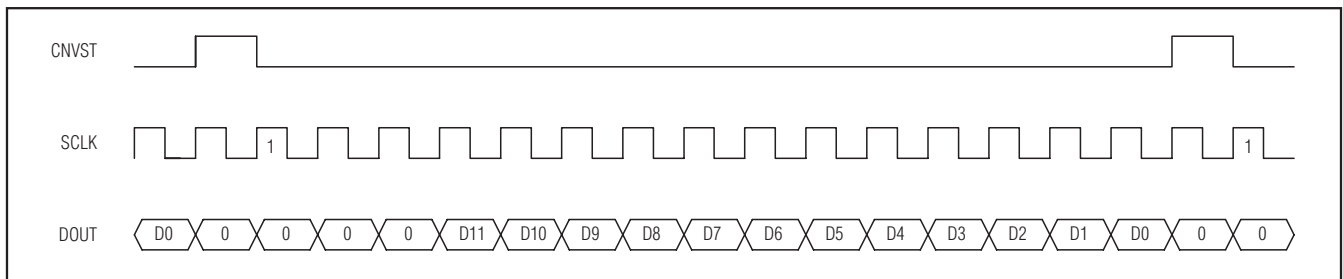 CNVST
SCLK 1 1
DOUT D0 0 0 0 0 D11 D10 D9 D8 D7 D6 D5 D4 D3 D2 D1 D0 0 0